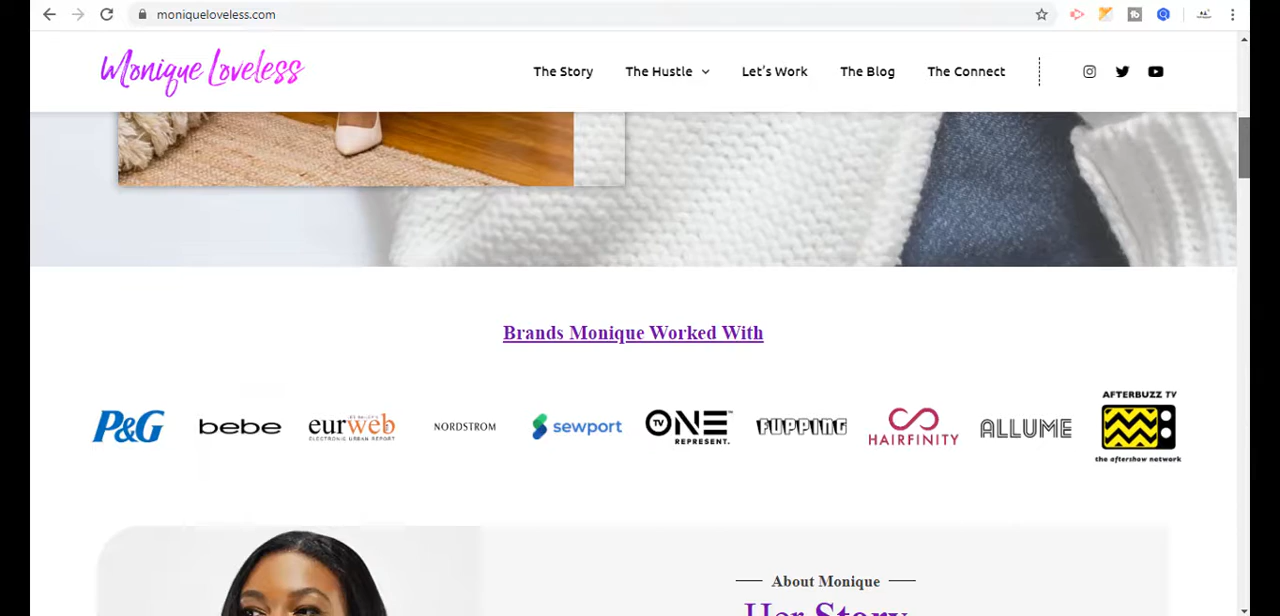 moniqueloveless.com
Monique Loveless
The Story
The Hustle
Let's Work
The Blog
The Connect
Brands Monique Worked With
P&G
bebe
eurweb
ELECTRONIC URBAN REPORT
NORDSTROM
sewport
TV ONE™
REPRESENT.
FUPPING
HAIRFINITY
ALLUME
AFTERBUZZ TV
the aftershow network
About Monique
Her Story